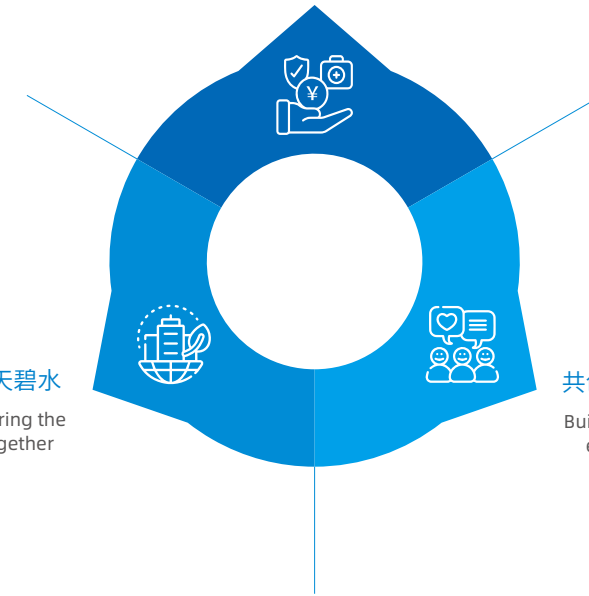 ¥
天碧水
ring the
gether
共
Bui
e